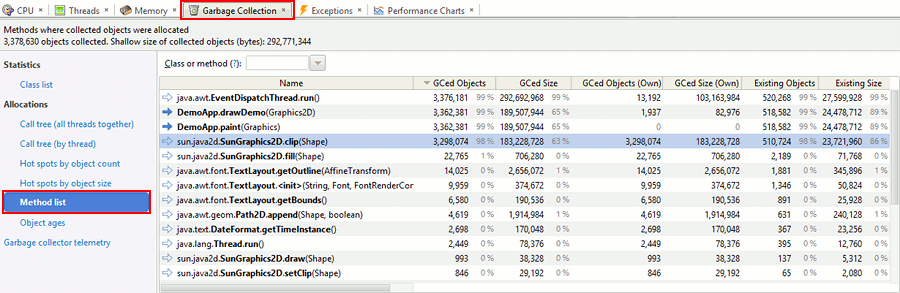 CPU × Threads × Memory × Garbage Collection × Exceptions × Performance Charts ×
Methods where collected objects were allocated
3,378,630 objects collected. Shallow size of collected objects (bytes): 292,771,344
Statistics
Class list
Allocations
Call tree (all threads together)
Call tree (by thread)
Hot spots by object count
Hot spots by object size
Method list
Object ages
Garbage collector telemetry
Class or method (?):
Name GCed Objects GCed Size GCed Objects (Own) GCed Size (Own) Existing Objects Existing Size
java.awt.EventDispatchThread.run() 3,376,181 99 % 292,692,968 99 % 13,192 103,163,984 520,268 99 % 27,599,928 99 %
DemoApp.drawDemo(Graphics2D) 3,362,381 99 % 189,507,944 65 % 1,937 82,976 518,582 99 % 24,478,712 89 %
DemoApp.paint(Graphics) 3,362,381 99 % 189,507,944 65 % 0 0 518,582 99 % 24,478,712 89 %
sun.java2d.SunGraphics2D.clip(Shape) 3,298,074 98 % 183,228,728 63 % 3,298,074 183,228,728 510,724 98 % 23,721,960 86 %
sun.java2d.SunGraphics2D.fill(Shape) 22,765 1 % 706,280 0 % 22,765 706,280 2,189 0 % 71,768 0 %
java.awt.font.TextLayout.getOutline(AffineTransform) 14,025 0 % 2,656,072 1 % 14,025 2,656,072 1,881 0 % 345,896 1 %
java.awt.font.TextLayout.<init>(String, Font, FontRenderCon 9,959 0 % 374,672 0 % 9,959 374,672 1,346 0 % 50,824 0 %
java.awt.font.TextLayout.getBounds() 6,580 0 % 190,536 0 % 6,580 190,536 891 0 % 25,928 0 %
java.awt.geom.Path2D.append(Shape, boolean) 4,619 0 % 1,914,984 1 % 4,619 1,914,984 631 0 % 240,128 1 %
java.text.DateFormat.getTimeInstance() 2,698 0 % 170,048 0 % 2,698 170,048 367 0 % 23,256 0 %
java.lang.Thread.run() 2,449 0 % 78,376 0 % 2,449 78,376 395 0 % 12,760 0 %
sun.java2d.SunGraphics2D.draw(Shape) 993 0 % 38,328 0 % 993 38,328 137 0 % 5,312 0 %
sun.java2d.SunGraphics2D.setClip(Shape) 846 0 % 29,192 0 % 846 29,192 65 0 % 2,080 0 %